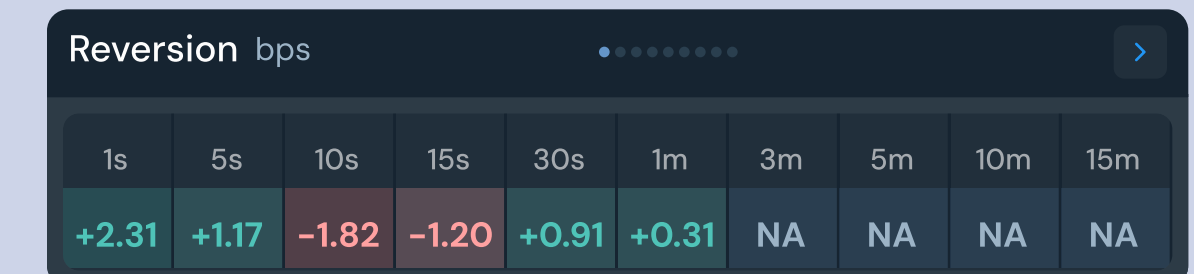 Reversion bps
1s 5s 10s 15s 30s 1m 3m 5m 10m 15m
+2.31 +1.17 -1.82 -1.20 +0.91 +0.31 NA NA NA NA